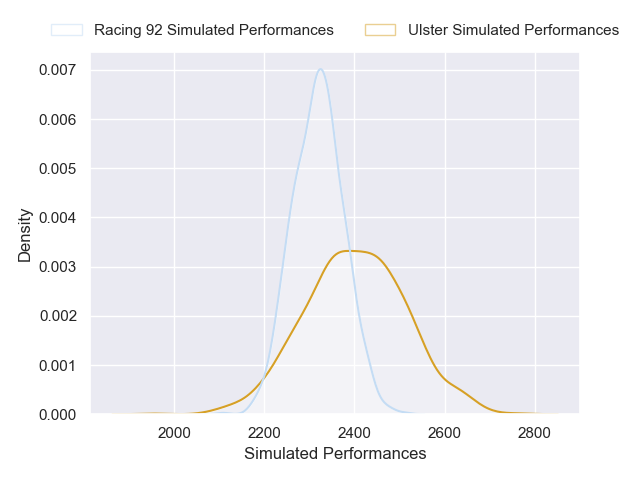 Racing 92 Simulated Performances Ulster Simulated Performances
0.007
0.006
0.005
0.004
0.003
0.002
0.001
0.000
Density
2000 2200 2400 2600 2800
Simulated Performances